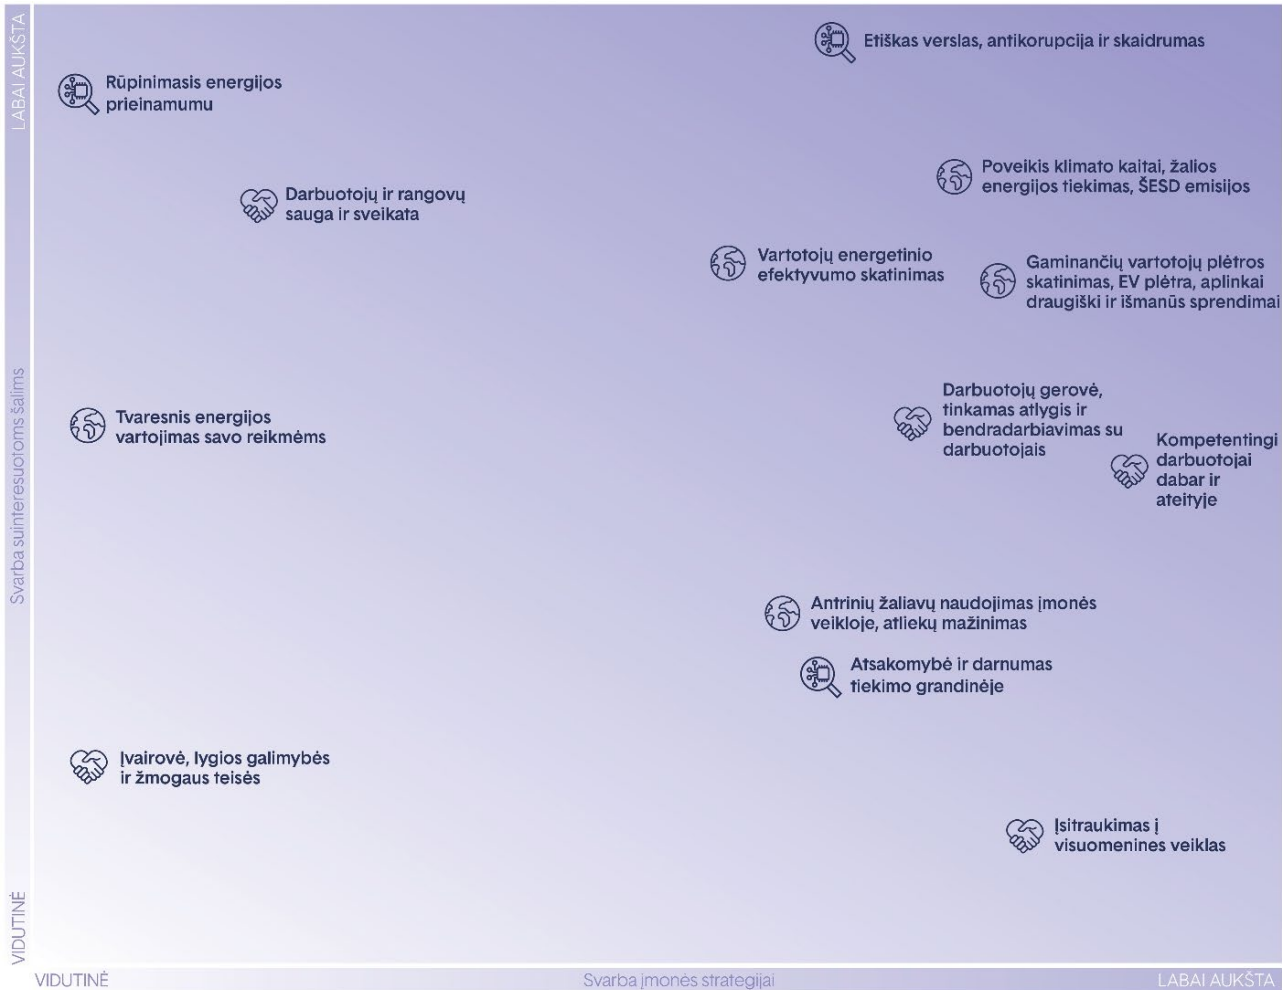 LABAI AUKŠTA
Svarba suinteresuotoms šalims
VIDUTINĖ
Etiškas verslas, antikorupcija ir skaidrumas
Rūpinimasis energijos
prieinamumu
Poveikis klimato kaitai, žalios
energijos tiekimas, ŠESD emisijos
Darbuotojų ir rangovų
sauga ir sveikata
Vartotojų energetinio
efektyvumo skatinimas
Gaminančių vartotojų plėtros
skatinimas, EV plėtra, aplinkai
draugiški ir išmanūs sprendimai
Tvaresnis energijos
vartojimas savo reikmėms
Darbuotojų gerovė,
tinkamas atlygis ir
bendradarbiavimas su
darbuotojais
Kompetentingi
darbuotojai
dabar ir
ateityje
Antrinių žaliavų naudojimas įmonės
veikloje, atliekų mažinimas
Atsakomybė ir darnumas
tiekimo grandinėje
Įvairovė, lygios galimybės
ir žmogaus teisės
Įsitraukimas į
visuomenines veiklas
VIDUTINĖ
Svarba įmonės strategijai
LABAI AUKŠTA